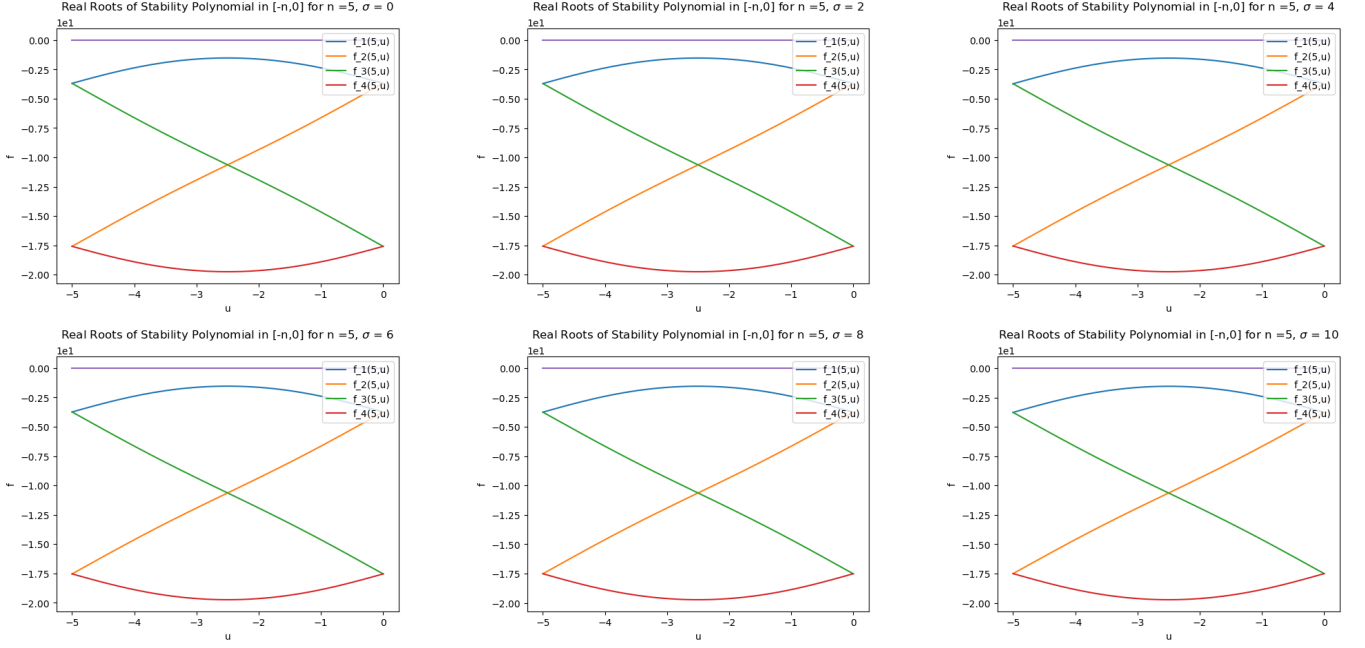 Real Roots of Stability Polynomial in [-n,0] for n =5, σ = 0
1e1
0.00
−0.25
−0.50
−0.75
−1.00
−1.25
−1.50
−1.75
−2.00
f
f_1(5,u)
f_2(5,u)
f_3(5,u)
f_4(5,u)
−5 −4 −3 −2 −1 0
u
Real Roots of Stability Polynomial in [-n,0] for n =5, σ = 2
1e1
0.00
−0.25
−0.50
−0.75
−1.00
−1.25
−1.50
−1.75
−2.00
f
f_1(5,u)
f_2(5,u)
f_3(5,u)
f_4(5,u)
−5 −4 −3 −2 −1 0
u
Real Roots of Stability Polynomial in [-n,0] for n =5, σ = 4
1e1
0.00
−0.25
−0.50
−0.75
−1.00
−1.25
−1.50
−1.75
−2.00
f
f_1(5,u)
f_2(5,u)
f_3(5,u)
f_4(5,u)
−5 −4 −3 −2 −1 0
u
Real Roots of Stability Polynomial in [-n,0] for n =5, σ = 6
1e1
0.00
−0.25
−0.50
−0.75
−1.00
−1.25
−1.50
−1.75
−2.00
f
f_1(5,u)
f_2(5,u)
f_3(5,u)
f_4(5,u)
−5 −4 −3 −2 −1 0
u
Real Roots of Stability Polynomial in [-n,0] for n =5, σ = 8
1e1
0.00
−0.25
−0.50
−0.75
−1.00
−1.25
−1.50
−1.75
−2.00
f
f_1(5,u)
f_2(5,u)
f_3(5,u)
f_4(5,u)
−5 −4 −3 −2 −1 0
u
Real Roots of Stability Polynomial in [-n,0] for n =5, σ = 10
1e1
0.00
−0.25
−0.50
−0.75
−1.00
−1.25
−1.50
−1.75
−2.00
f
f_1(5,u)
f_2(5,u)
f_3(5,u)
f_4(5,u)
−5 −4 −3 −2 −1 0
u